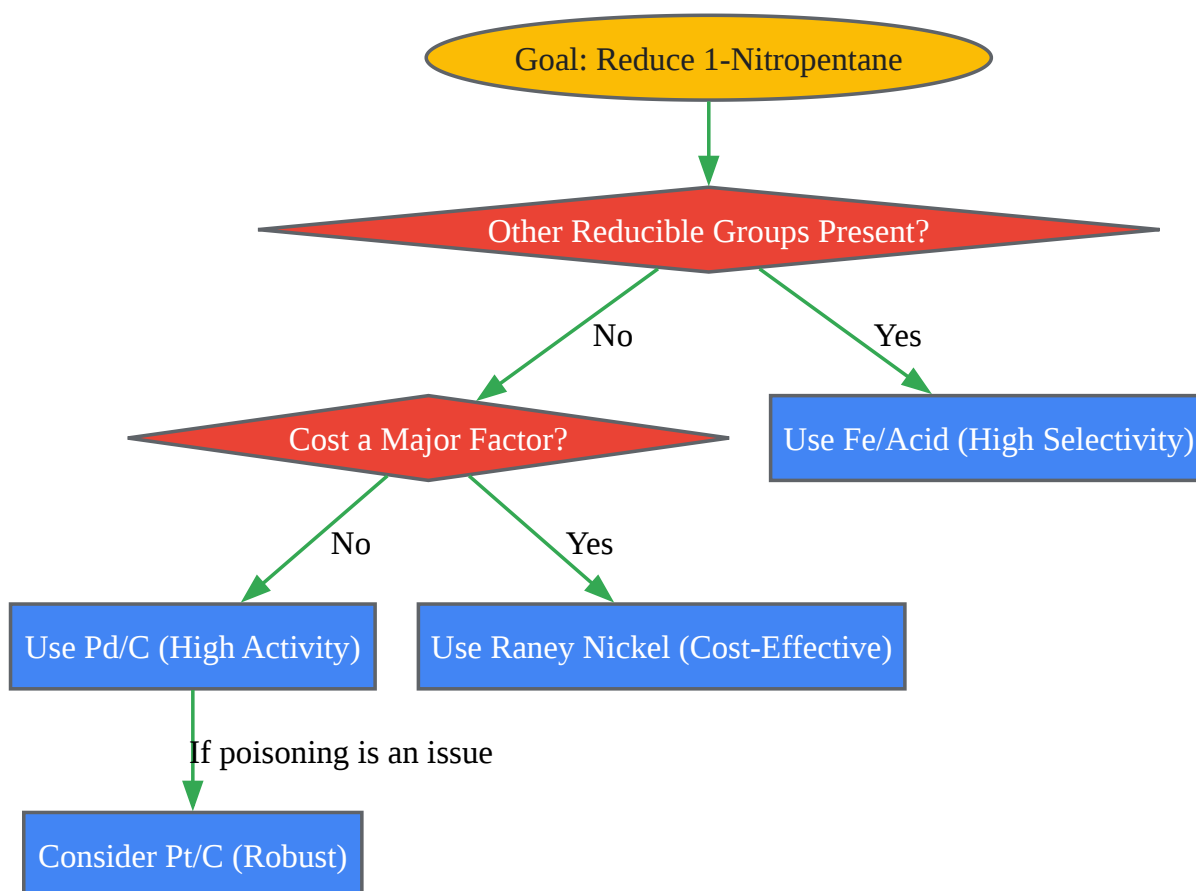 Goal: Reduce 1-Nitropentane
Other Reducible Groups Present?
No
Yes
Cost a Major Factor?
Use Fe/Acid (High Selectivity)
No
Yes
Use Pd/C (High Activity)
Use Raney Nickel (Cost-Effective)
If poisoning is an issue
Consider Pt/C (Robust)